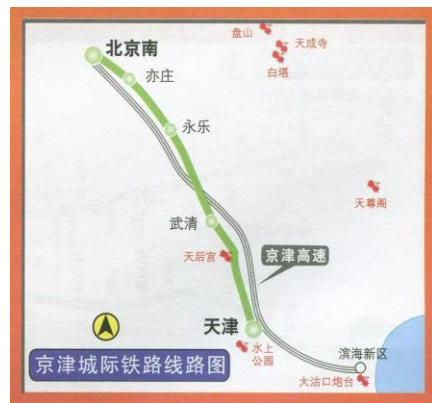 盘山
天成寺
白塔
北京南
亦庄
永乐
天尊阁
武清
天后宫
京津高速
天津
水上
公园
滨海新区
大沽口炮台
京津城际铁路线路图